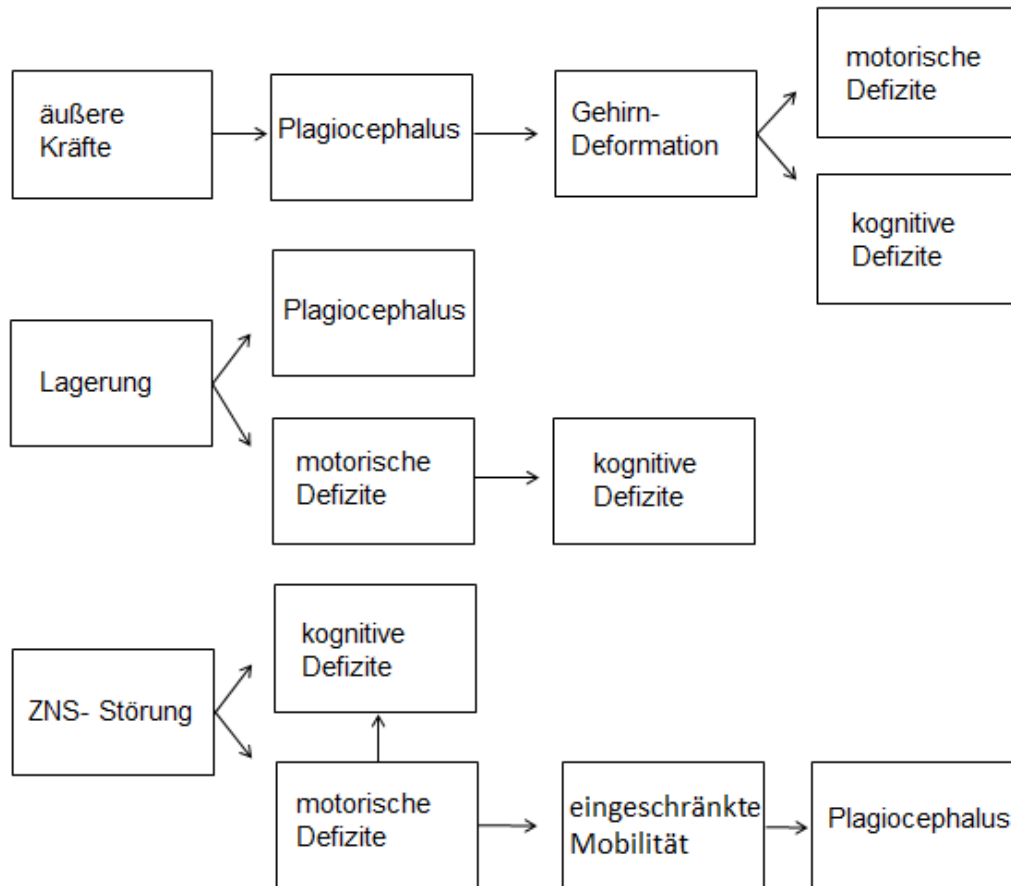 äußere
Kräfte
Plagiocephalus
Gehirn-
Deformation
motorische
Defizite
kognitive
Defizite
Lagerung
Plagiocephalus
motorische
Defizite
kognitive
Defizite
ZNS- Störung
kognitive
Defizite
motorische
Defizite
eingeschränkte
Mobilität
Plagiocephalus